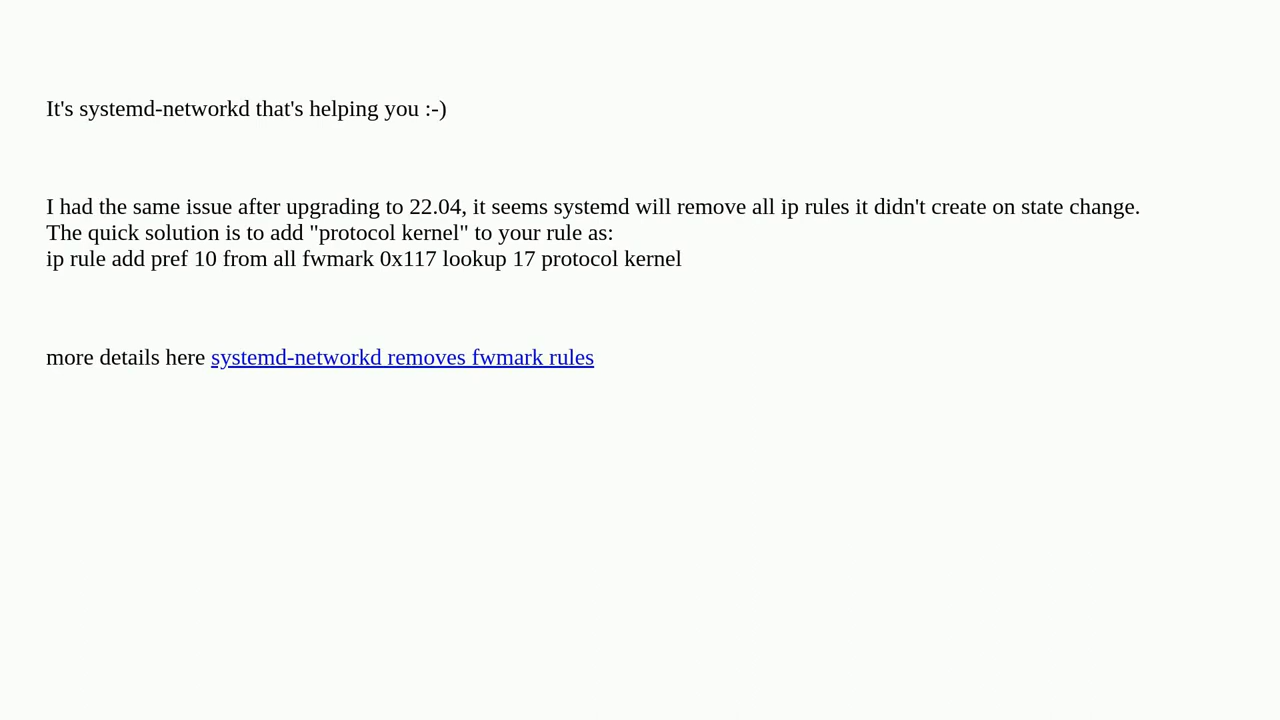 It's systemd-networkd that's helping you :-)
I had the same issue after upgrading to 22.04, it seems systemd will remove all ip rules it didn't create on state change.
The quick solution is to add "protocol kernel" to your rule as:
ip rule add pref 10 from all fwmark 0x117 lookup 17 protocol kernel
more details here systemd-networkd removes fwmark rules